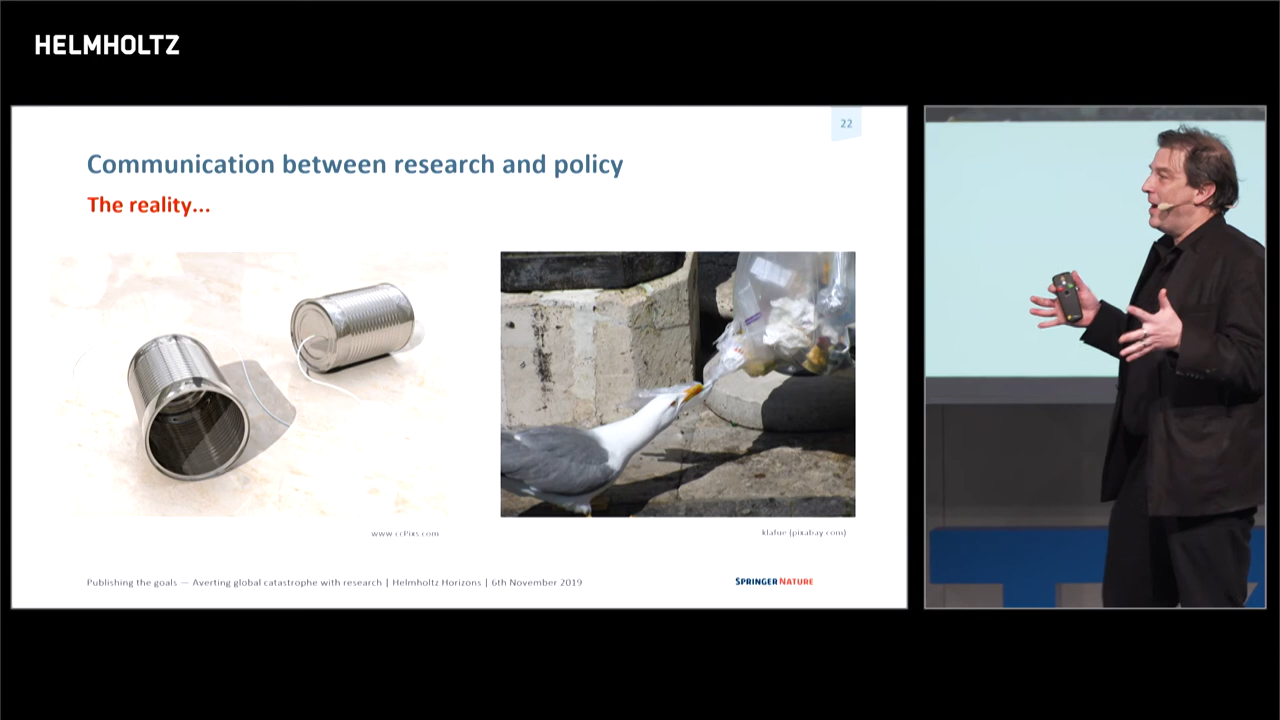 HELMHOLTZ
22
Communication between research and policy
The reality...
www.ccPixs.com
klafue (pixabay.com)
Publishing the goals — Averting global catastrophe with research | Helmholtz Horizons | 6th November 2019
SPRINGER NATURE